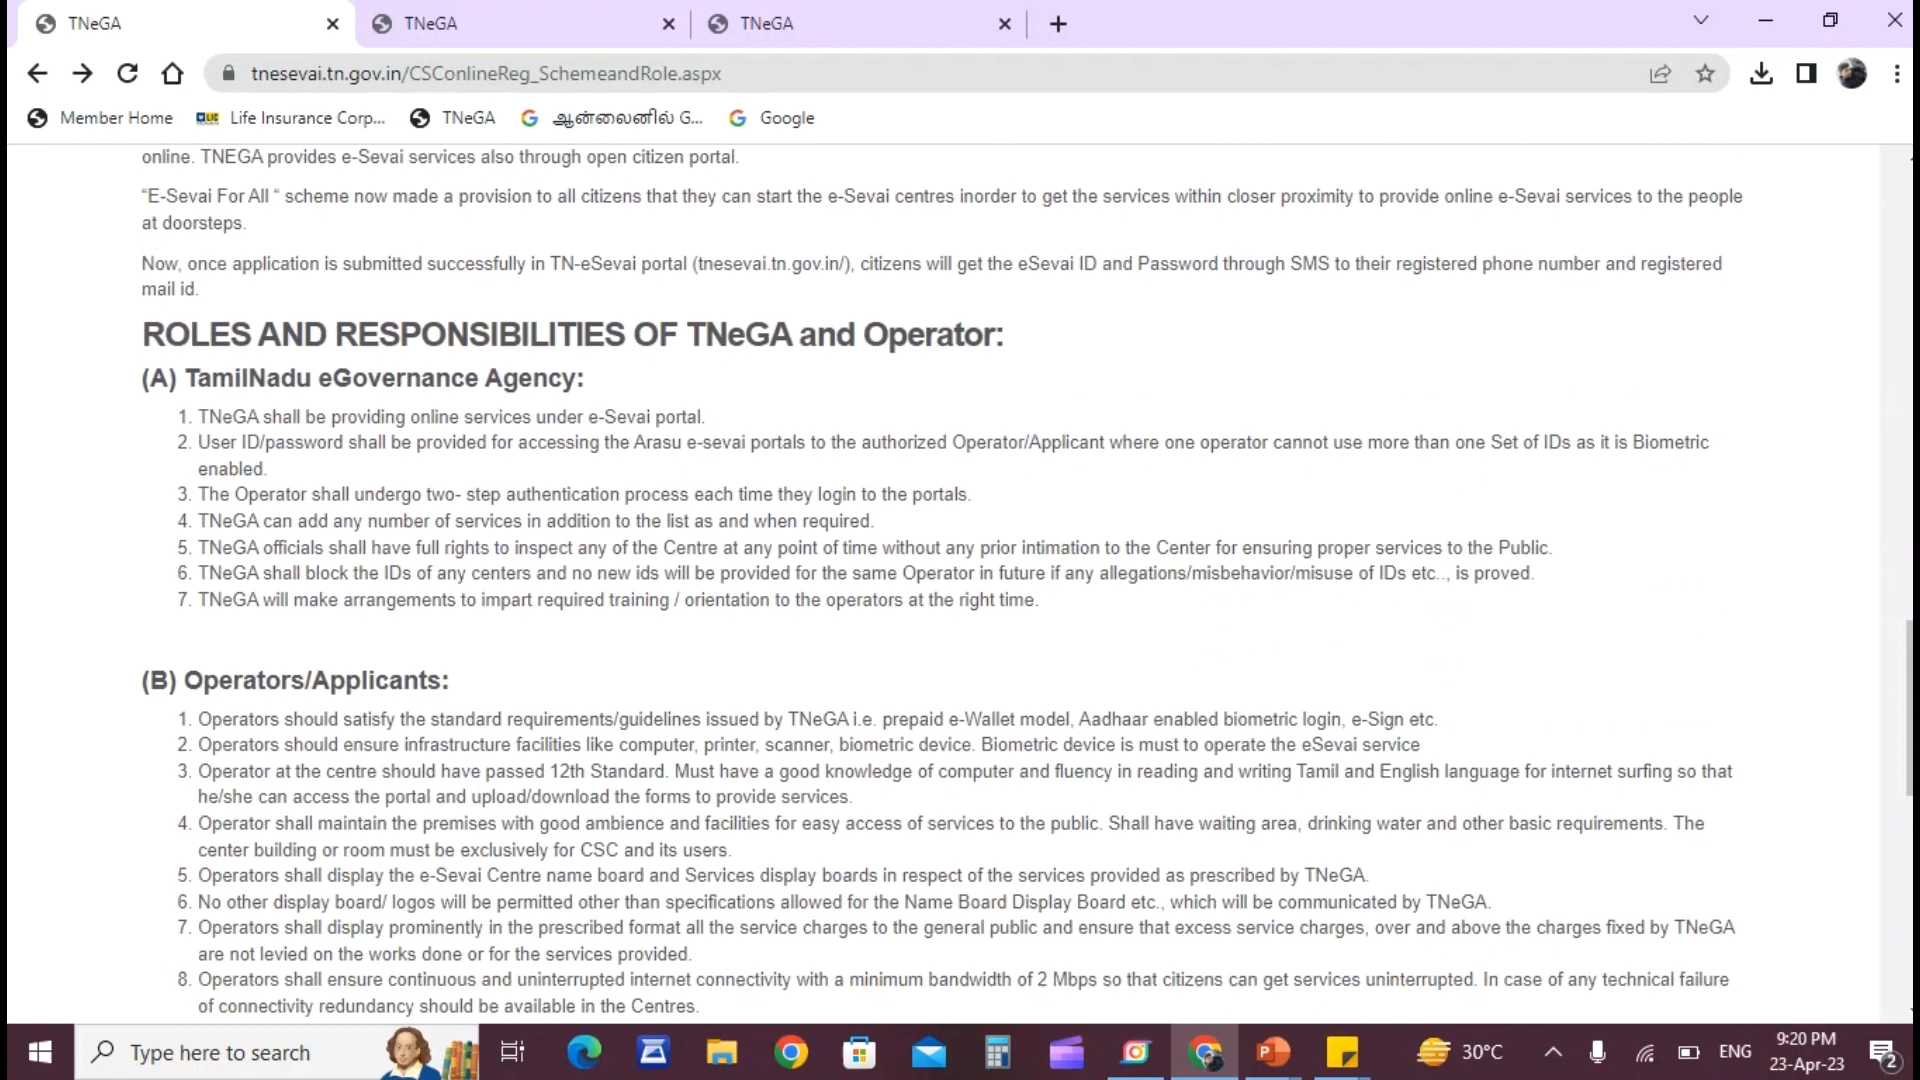 TNeGA
TNeGA
TNeGA
tnesevai.tn.gov.in/CSConlineReg_SchemeandRole.aspx
Member Home
Life Insurance Corp...
TNeGA
ஆன்லைனில் G...
Google
online. TNEGA provides e-Sevai services also through open citizen portal.
“E-Sevai For All “ scheme now made a provision to all citizens that they can start the e-Sevai centres inorder to get the services within closer proximity to provide online e-Sevai services to the people
at doorsteps.
Now, once application is submitted successfully in TN-eSevai portal (tnesevai.tn.gov.in/), citizens will get the eSevai ID and Password through SMS to their registered phone number and registered
mail id.
ROLES AND RESPONSIBILITIES OF TNeGA and Operator:
(A) TamilNadu eGovernance Agency:
1. TNeGA shall be providing online services under e-Sevai portal.
2. User ID/password shall be provided for accessing the Arasu e-sevai portals to the authorized Operator/Applicant where one operator cannot use more than one Set of IDs as it is Biometric
enabled.
3. The Operator shall undergo two- step authentication process each time they login to the portals.
4. TNeGA can add any number of services in addition to the list as and when required.
5. TNeGA officials shall have full rights to inspect any of the Centre at any point of time without any prior intimation to the Center for ensuring proper services to the Public.
6. TNeGA shall block the IDs of any centers and no new ids will be provided for the same Operator in future if any allegations/misbehavior/misuse of IDs etc.., is proved.
7. TNeGA will make arrangements to impart required training / orientation to the operators at the right time.
(B) Operators/Applicants:
1. Operators should satisfy the standard requirements/guidelines issued by TNeGA i.e. prepaid e-Wallet model, Aadhaar enabled biometric login, e-Sign etc.
2. Operators should ensure infrastructure facilities like computer, printer, scanner, biometric device. Biometric device is must to operate the eSevai service
3. Operator at the centre should have passed 12th Standard. Must have a good knowledge of computer and fluency in reading and writing Tamil and English language for internet surfing so that
he/she can access the portal and upload/download the forms to provide services.
4. Operator shall maintain the premises with good ambience and facilities for easy access of services to the public. Shall have waiting area, drinking water and other basic requirements. The
center building or room must be exclusively for CSC and its users.
5. Operators shall display the e-Sevai Centre name board and Services display boards in respect of the services provided as prescribed by TNeGA.
6. No other display board/ logos will be permitted other than specifications allowed for the Name Board Display Board etc., which will be communicated by TNeGA.
7. Operators shall display prominently in the prescribed format all the service charges to the general public and ensure that excess service charges, over and above the charges fixed by TNeGA
are not levied on the works done or for the services provided.
8. Operators shall ensure continuous and uninterrupted internet connectivity with a minimum bandwidth of 2 Mbps so that citizens can get services uninterrupted. In case of any technical failure
of connectivity redundancy should be available in the Centres.
Type here to search
30°C
ENG
9:20 PM
23-Apr-23
2